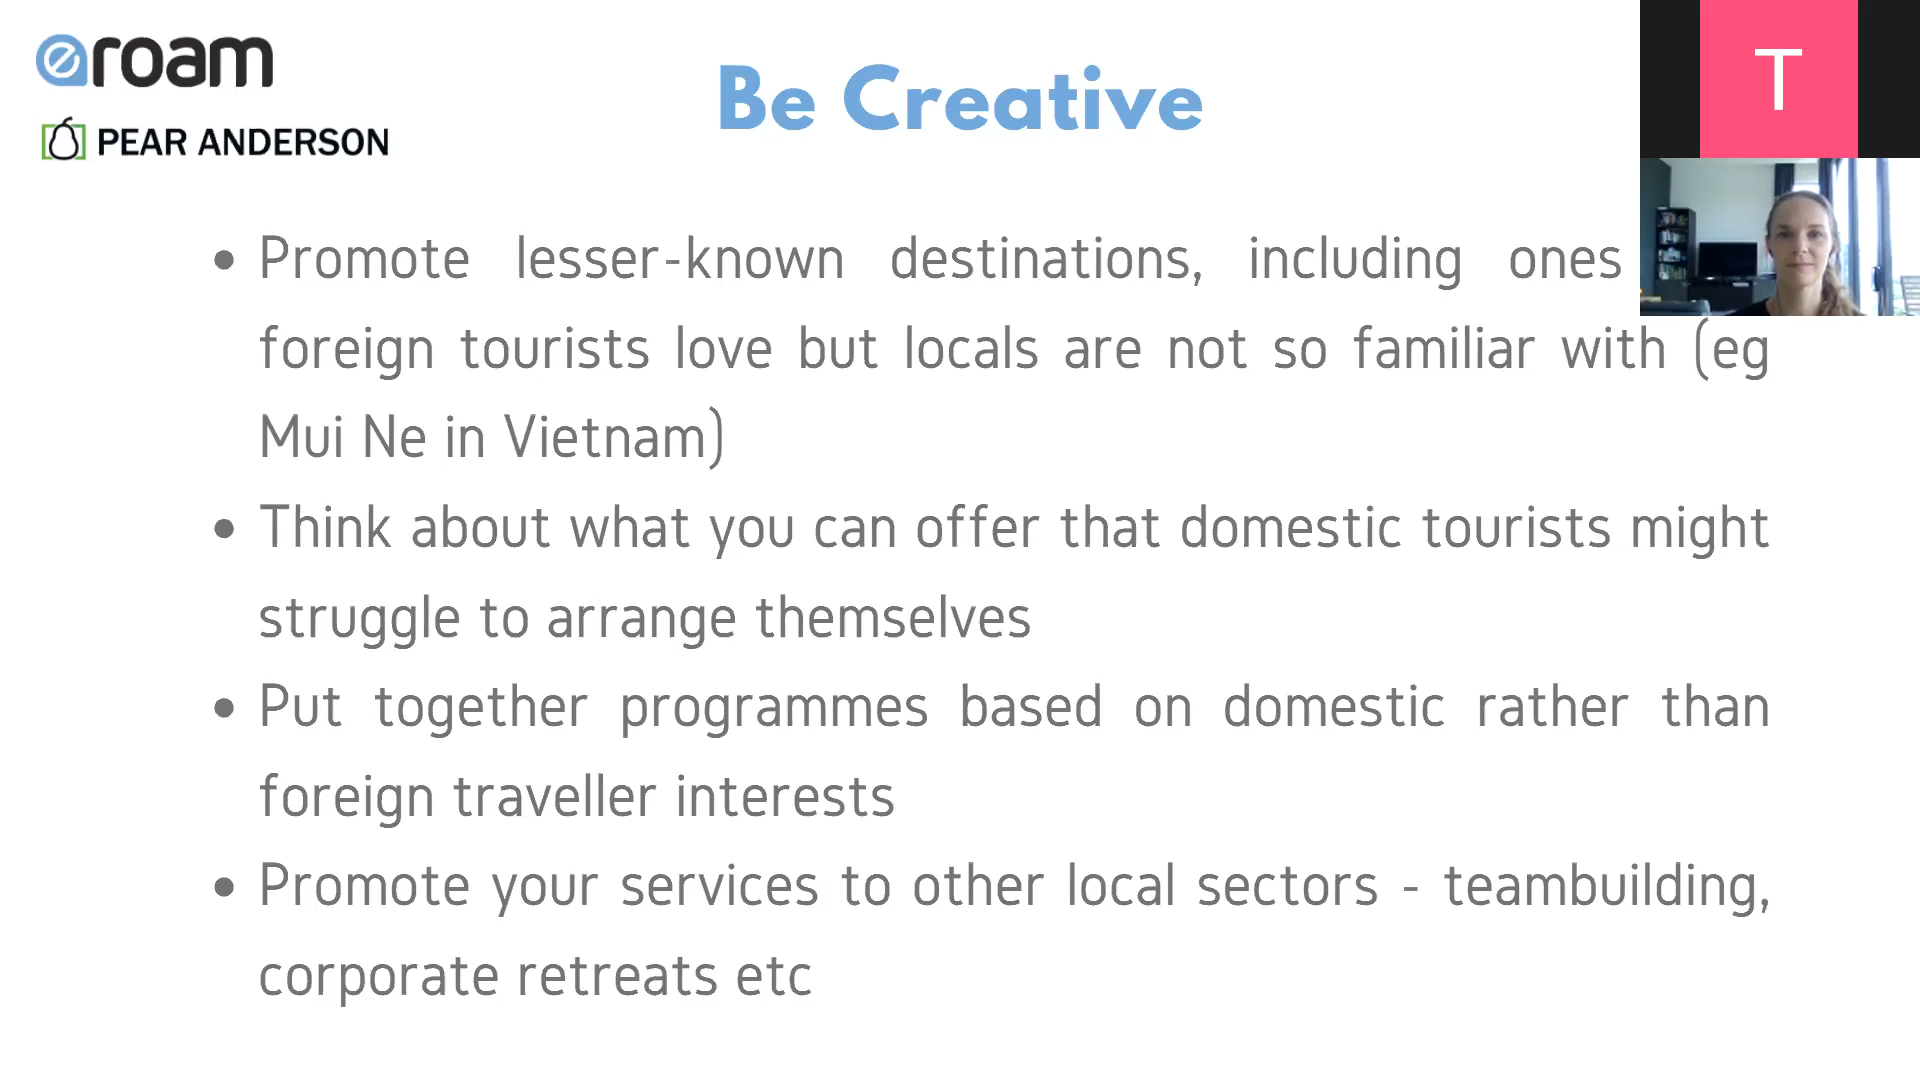 eroam
PEAR ANDERSON
Be Creative
T
• Promote lesser-known destinations, including ones
foreign tourists love but locals are not so familiar with (eg
Mui Ne in Vietnam)
• Think about what you can offer that domestic tourists might
struggle to arrange themselves
• Put together programmes based on domestic rather than
foreign traveller interests
• Promote your services to other local sectors - teambuilding,
corporate retreats etc